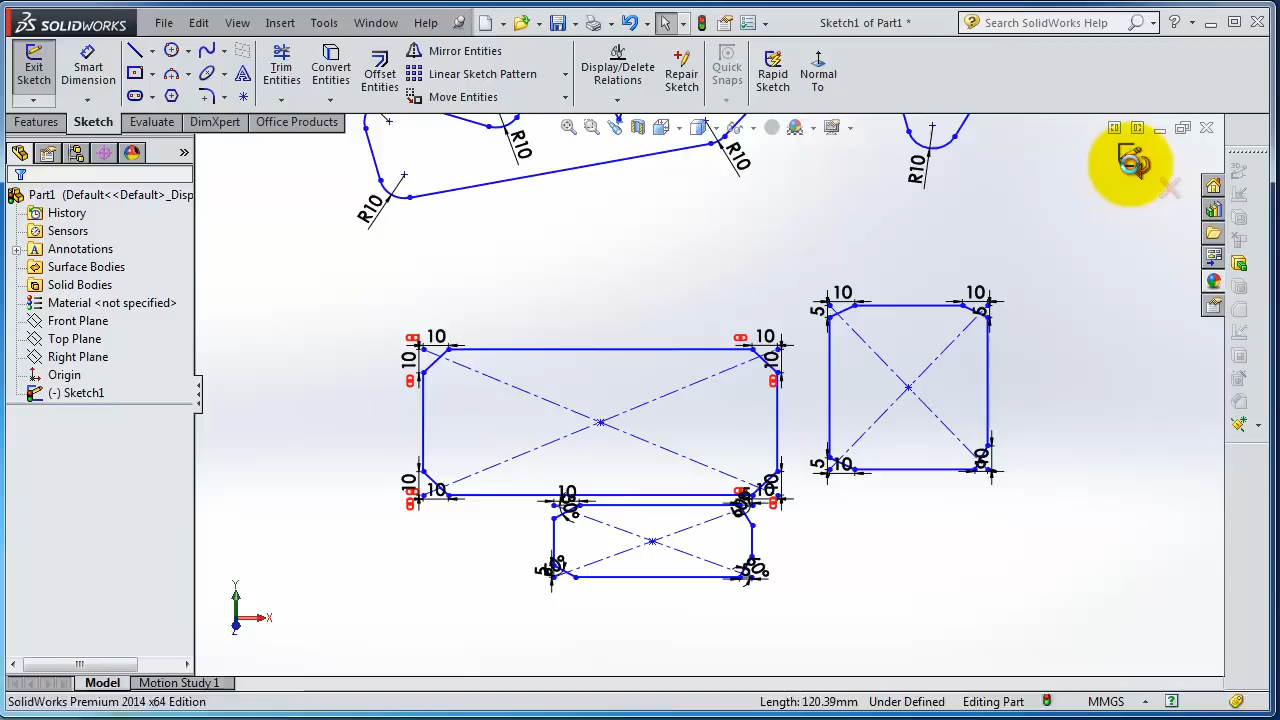 SOLIDWORKS
File Edit View Insert Tools Window Help
Sketch1 of Part1 *
Search SolidWorks Help
Exit Sketch
Smart Dimension
Trim Entities
Convert Entities
Offset Entities
Mirror Entities
Linear Sketch Pattern
Move Entities
Display/Delete Relations
Repair Sketch
Quick Snaps
Rapid Sketch
Normal To
Features Sketch Evaluate DimXpert Office Products
Part1 (Default<<Default>_Disp
History
Sensors
Annotations
Surface Bodies
Solid Bodies
Material <not specified>
Front Plane
Top Plane
Right Plane
Origin
(-) Sketch1
R10
R10
R10
R10
10 10
5 5
10 10
10 10
5 10 10
10 10 10 10
10
5
Y
X
Z
Model Motion Study 1
SolidWorks Premium 2014 x64 Edition
Length: 120.39mm Under Defined Editing Part MMGS